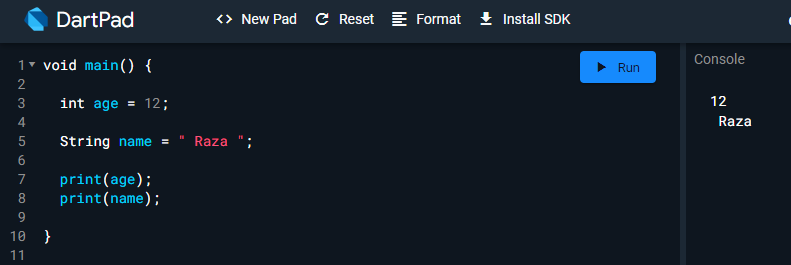 DartPad <> New Pad Reset Format Install SDK
1 void main() { Run Console
2
3 int age = 12; 12
4 Raza
5 String name = " Raza ";
6
7 print(age);
8 print(name);
9
10 }
11